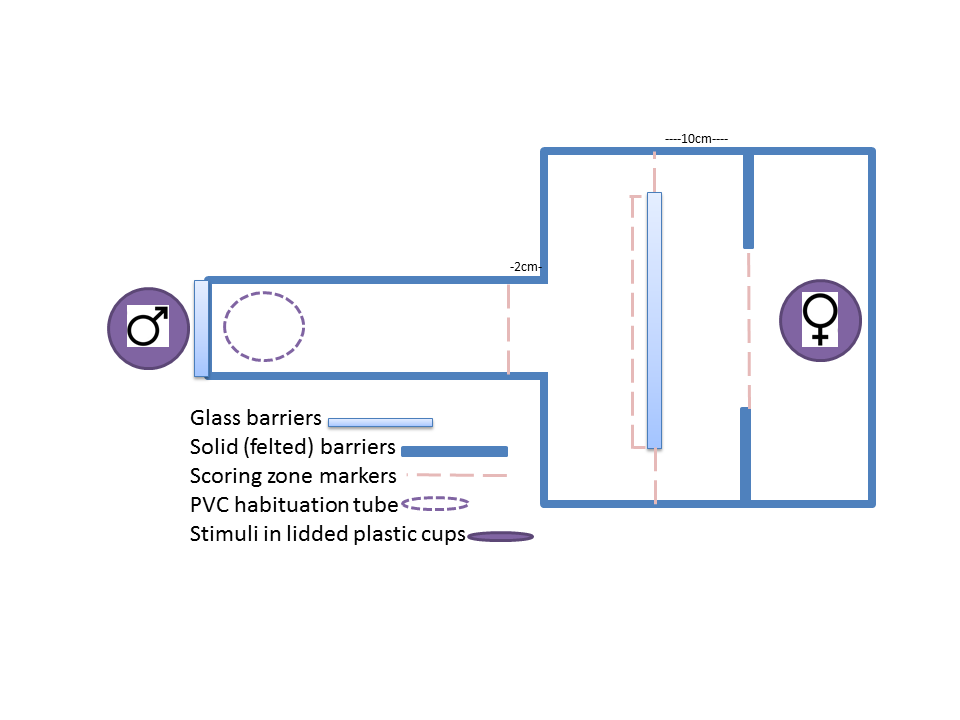 ----10cm----
-2cm-
Glass barriers
Solid (felted) barriers
Scoring zone markers
PVC habituation tube
Stimuli in lidded plastic cups